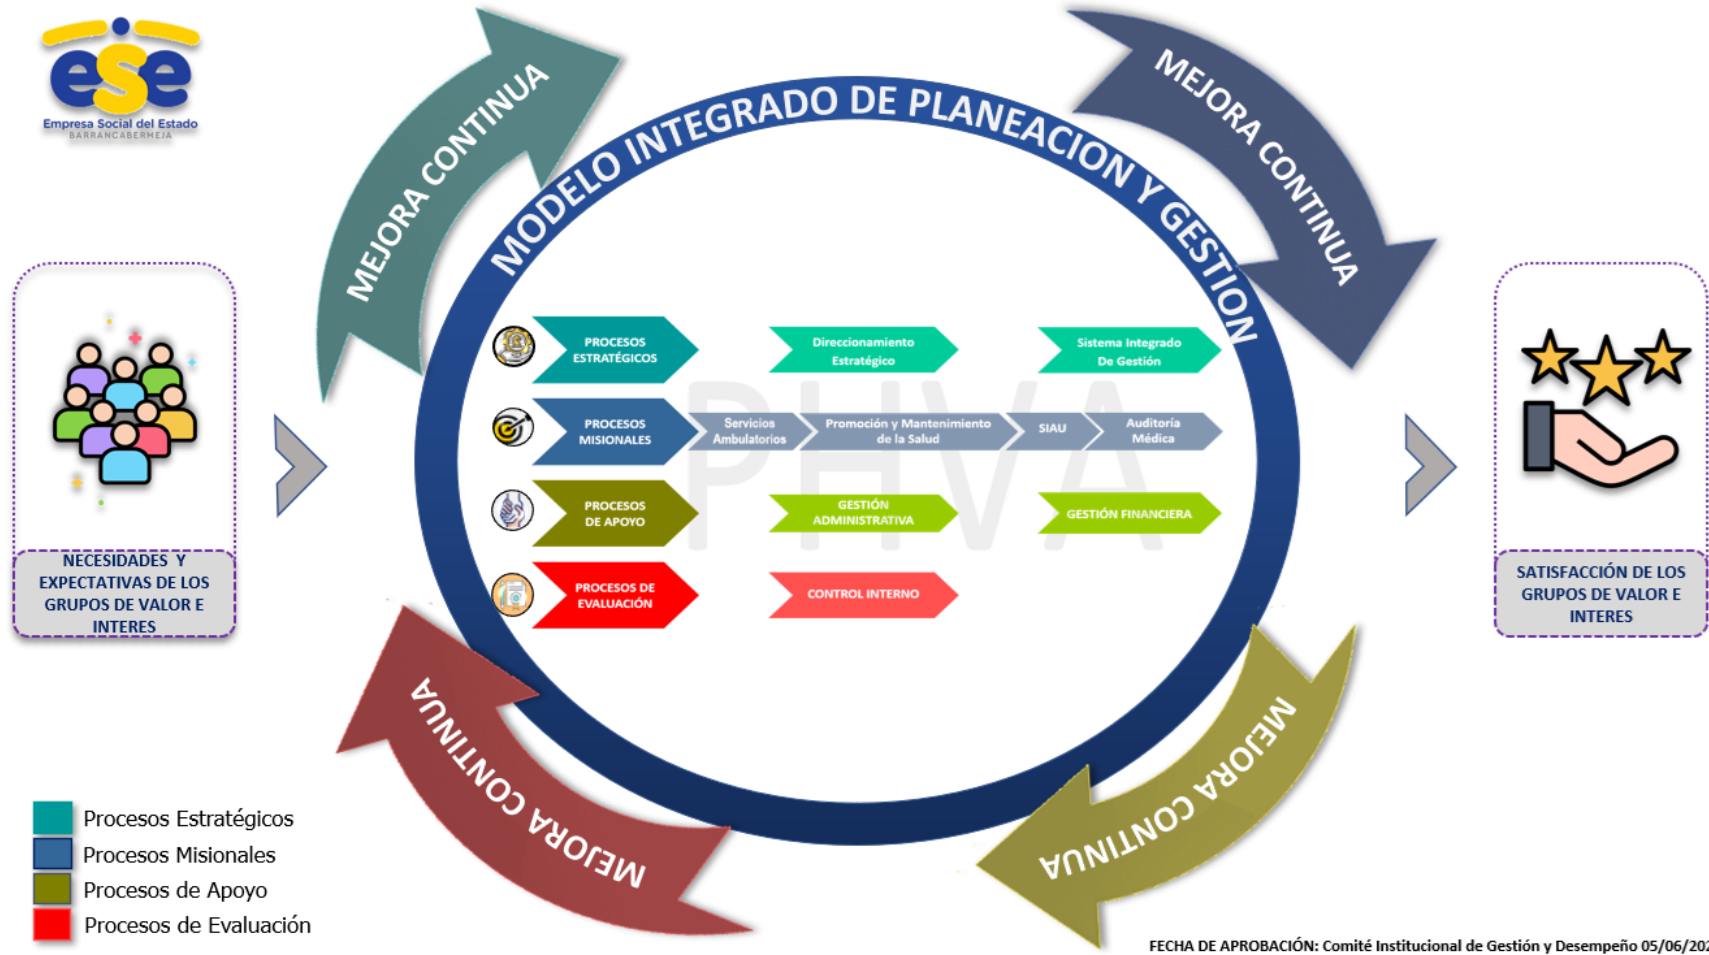 ese
Empresa Social del Estado
BARRANCABERMEJA
MEJORA CONTINUA
MEJORA CONTINUA
MODELO INTEGRADO DE PLANEACION Y GESTION
PHVA
PROCESOS
ESTRATÉGICOS
Direccionamiento
Estratégico
Sistema Integrado
De Gestión
PROCESOS
MISIONALES
Servicios
Ambulatorios
Promoción y Mantenimiento
de la Salud
SIAU
Auditoría
Médica
PROCESOS
DE APOYO
GESTIÓN
ADMINISTRATIVA
GESTIÓN FINANCIERA
PROCESOS DE
EVALUACIÓN
CONTROL INTERNO
NECESIDADES Y
EXPECTATIVAS DE LOS
GRUPOS DE VALOR E
INTERES
SATISFACCIÓN DE LOS
GRUPOS DE VALOR E
INTERES
MEJORA CONTINUA
MEJORA CONTINUA
Procesos Estratégicos
Procesos Misionales
Procesos de Apoyo
Procesos de Evaluación
FECHA DE APROBACIÓN: Comité Institucional de Gestión y Desempeño 05/06/202